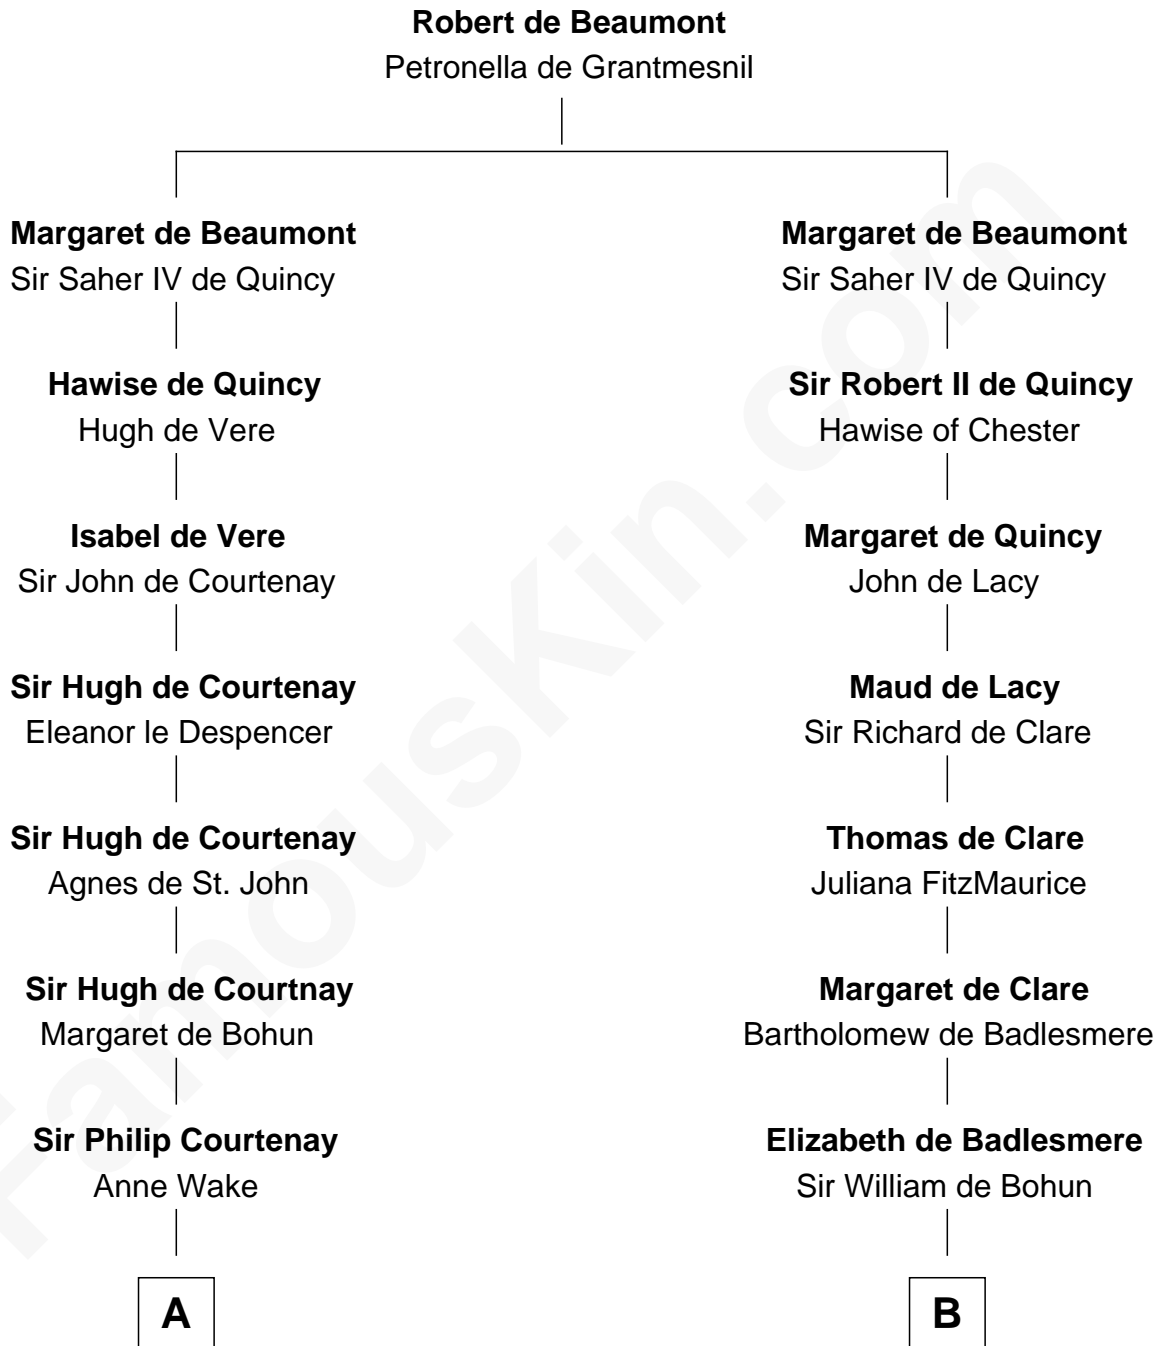 Robert de Beaumont
Petronella de Grantmesnil
Margaret de Beaumont
Sir Saher IV de Quincy
Hawise de Quincy
Hugh de Vere
Isabel de Vere
Sir John de Courtenay
Sir Hugh de Courtenay
Eleanor le Despencer
Sir Hugh de Courtenay
Agnes de St. John
Sir Hugh de Courtnay
Margaret de Bohun
Sir Philip Courtenay
Anne Wake
A
Margaret de Beaumont
Sir Saher IV de Quincy
Sir Robert II de Quincy
Hawise of Chester
Margaret de Quincy
John de Lacy
Maud de Lacy
Sir Richard de Clare
Thomas de Clare
Juliana FitzMaurice
Margaret de Clare
Bartholomew de Badlesmere
Elizabeth de Badlesmere
Sir William de Bohun
B
FamousKin.com